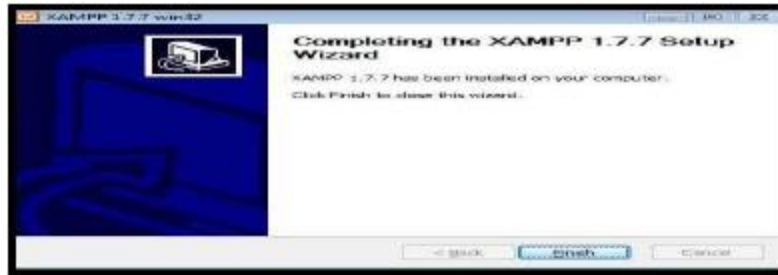 XAMPP 1.7.7 win32
Completing the XAMPP 1.7.7 Setup
Wizard
XAMPP 1.7.7 has been installed on your computer.
Click Finish to close this wizard.
< Back
Finish
Cancel